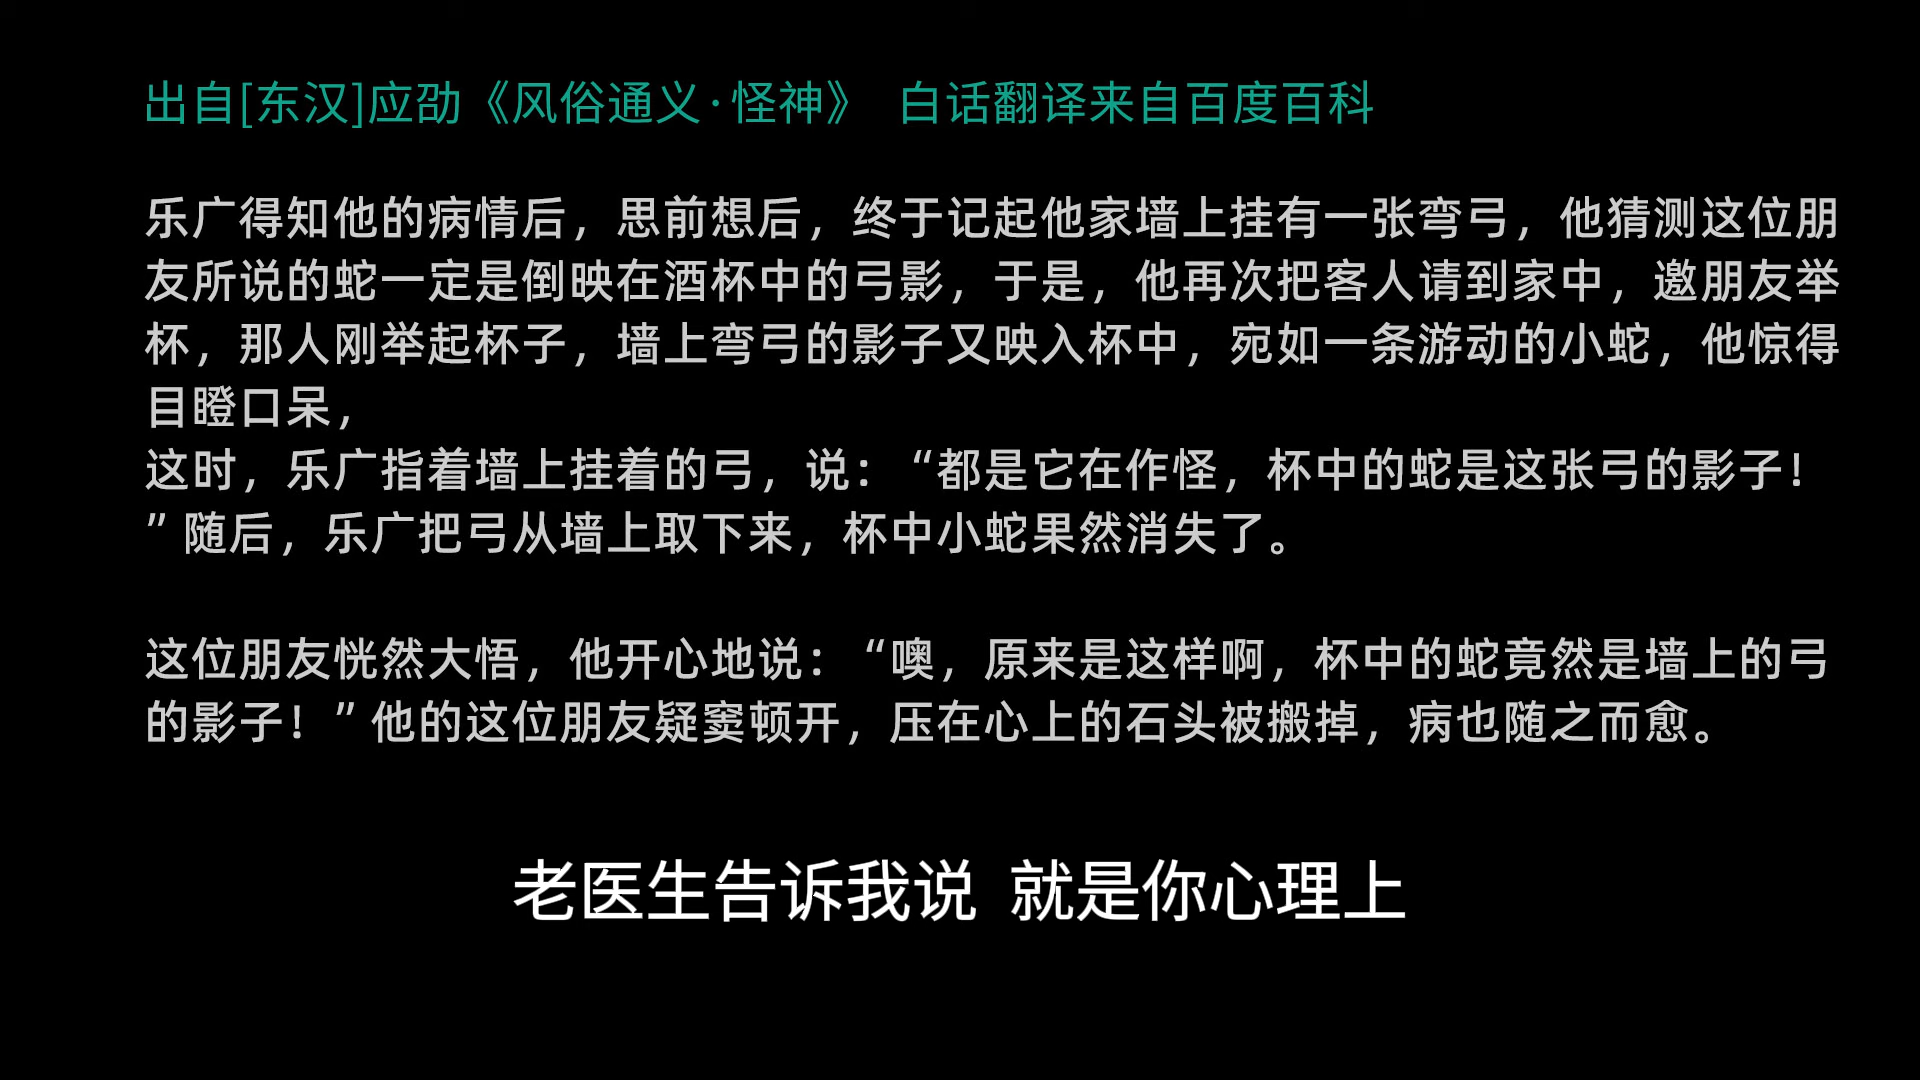 出自[东汉]应劭《风俗通义·怪神》 白话翻译来自百度百科
乐广得知他的病情后，思前想后，终于记起他家墙上挂有一张弯弓，他猜测这位朋
友所说的蛇一定是倒映在酒杯中的弓影，于是，他再次把客人请到家中，邀朋友举
杯，那人刚举起杯子，墙上弯弓的影子又映入杯中，宛如一条游动的小蛇，他惊得
目瞪口呆，
这时，乐广指着墙上挂着的弓，说：“都是它在作怪，杯中的蛇是这张弓的影子！
”随后，乐广把弓从墙上取下来，杯中小蛇果然消失了。
这位朋友恍然大悟，他开心地说：“噢，原来是这样啊，杯中的蛇竟然是墙上的弓
的影子！”他的这位朋友疑窦顿开，压在心上的石头被搬掉，病也随之而愈。
老医生告诉我说 就是你心理上